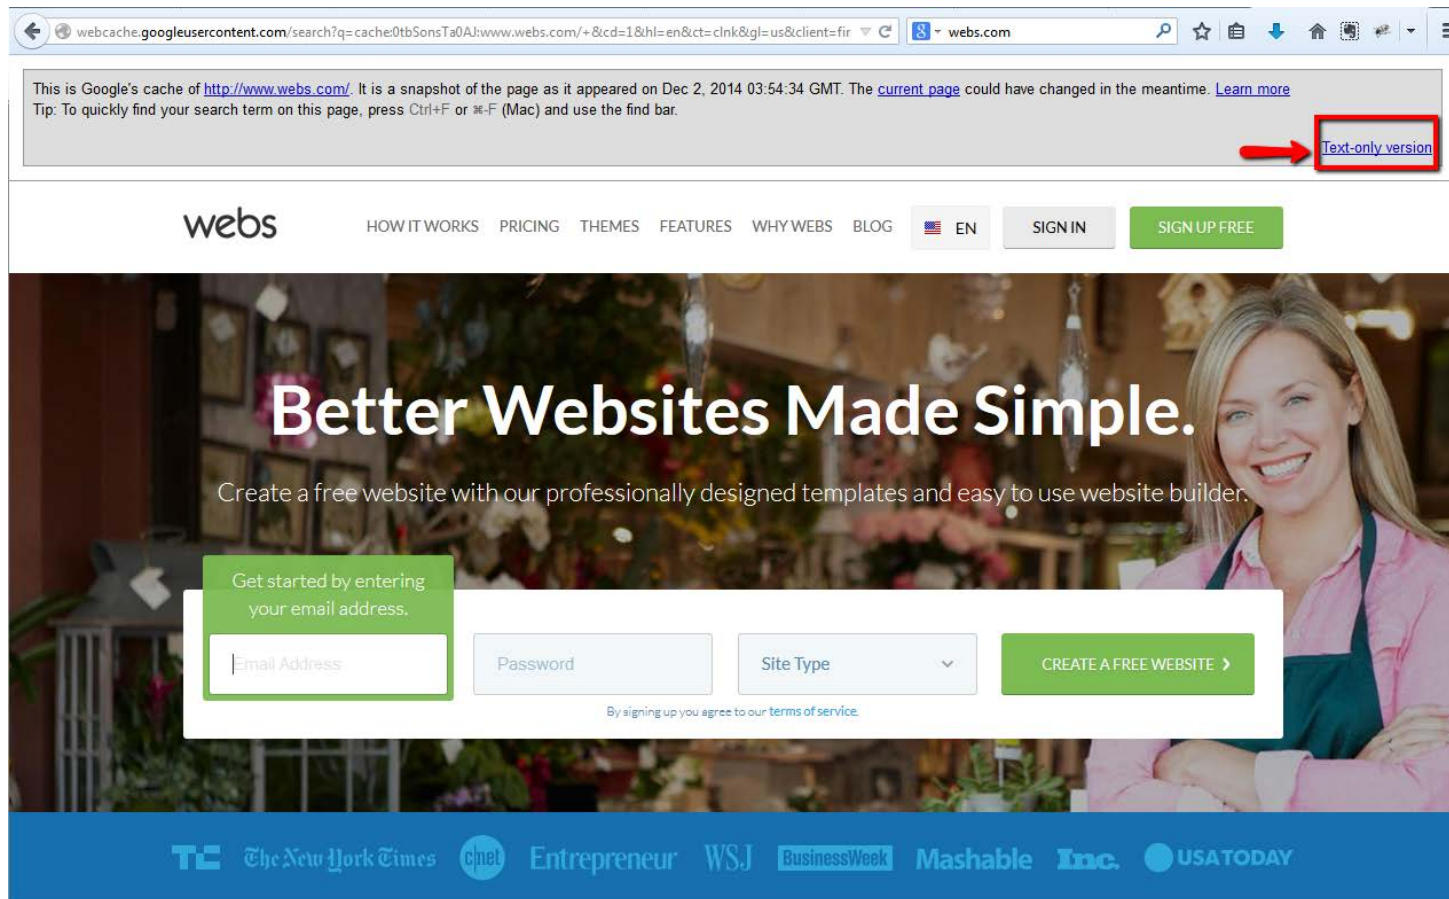 webcache.googleusercontent.com/search?q=cache:0tbSonsTa0AJ:www.webs.com/+&cd=1&hl=en&ct=clnk&gl=us&client=fir
8 webs.com
This is Google's cache of http://www.webs.com/. It is a snapshot of the page as it appeared on Dec 2, 2014 03:54:34 GMT. The current page could have changed in the meantime. Learn more
Tip: To quickly find your search term on this page, press Ctrl+F or ⌘-F (Mac) and use the find bar.
Text-only version
webs HOW IT WORKS PRICING THEMES FEATURES WHY WEBS BLOG EN SIGN IN SIGN UP FREE
Better Websites Made Simple.
Create a free website with our professionally designed templates and easy to use website builder.
Get started by entering
your email address.
Email Address Password Site Type CREATE A FREE WEBSITE
By signing up you agree to our terms of service.
TC The New York Times c|net Entrepreneur WSJ BusinessWeek Mashable Inc. USA TODAY